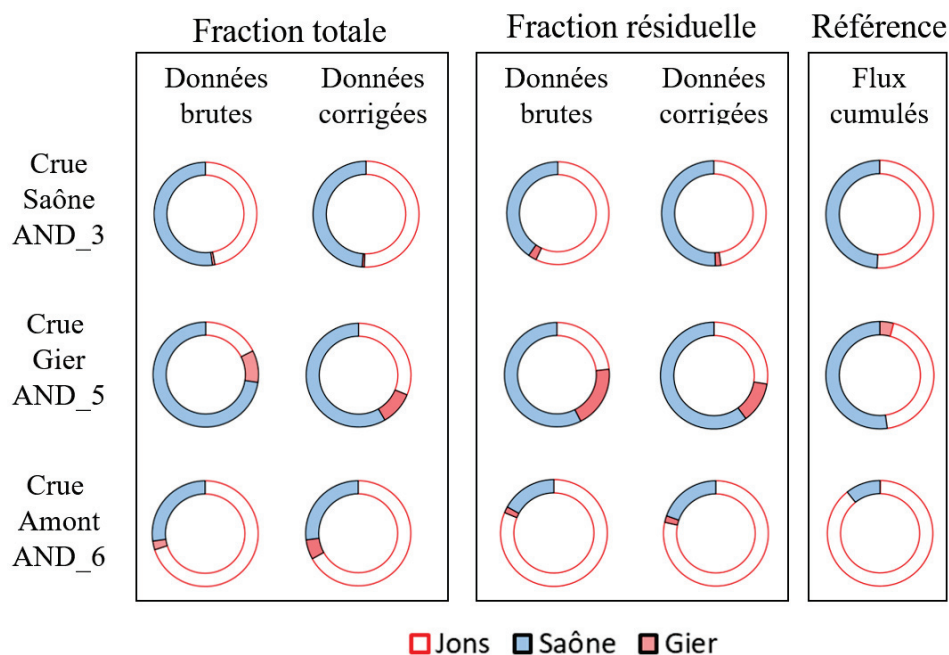 Fraction totale
Fraction résiduelle
Référence
Données
brutes
Données
corrigées
Données
brutes
Données
corrigées
Flux
cumulés
Crue
Saône
AND_3
Crue
Gier
AND_5
Crue
Amont
AND_6
Jons Saône Gier